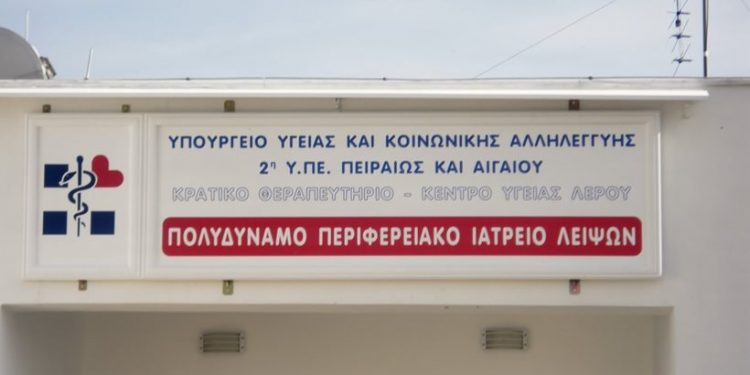 ΥΠΟΥΡΓΕΙΟ ΥΓΕΙΑΣ ΚΑΙ ΚΟΙΝΩΝΙΚΗΣ ΑΛΛΗΛΕΓΓΥΗΣ
2η Υ.ΠΕ. ΠΕΙΡΑΙΩΣ ΚΑΙ ΑΙΓΑΙΟΥ
ΚΡΑΤΙΚΟ ΘΕΡΑΠΕΥΤΗΡΙΟ - ΚΕΝΤΡΟ ΥΓΕΙΑΣ ΛΕΡΟΥ
ΠΟΛΥΔΥΝΑΜΟ ΠΕΡΙΦΕΡΕΙΑΚΟ ΙΑΤΡΕΙΟ ΛΕΙΨΩΝ